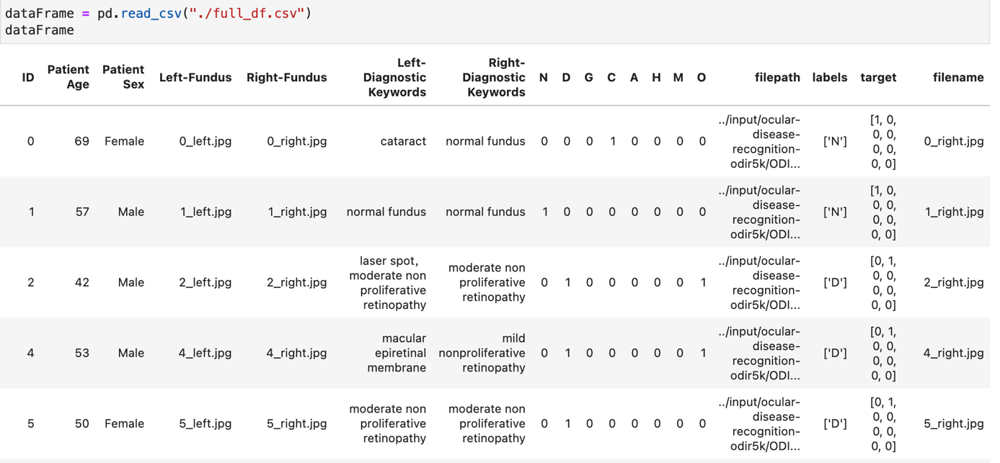 dataFrame = pd.read_csv("./full_df.csv")
dataFrame
ID Patient Age Patient Sex Left-Fundus Right-Fundus Left-Diagnostic Keywords Right-Diagnostic Keywords N D G C A H M O filepath labels target filename
0 69 Female 0_left.jpg 0_right.jpg cataract normal fundus 0 0 0 1 0 0 0 0 ../input/ocular-disease-recognition-odir5k/ODI... ['N'] [1, 0, 0, 0, 0, 0, 0, 0] 0_right.jpg
1 57 Male 1_left.jpg 1_right.jpg normal fundus normal fundus 1 0 0 0 0 0 0 0 ../input/ocular-disease-recognition-odir5k/ODI... ['N'] [1, 0, 0, 0, 0, 0, 0, 0] 1_right.jpg
2 42 Male 2_left.jpg 2_right.jpg laser spot, moderate non proliferative retinopathy moderate non proliferative retinopathy 0 1 0 0 0 0 0 1 ../input/ocular-disease-recognition-odir5k/ODI... ['D'] [0, 1, 0, 0, 0, 0, 0, 0] 2_right.jpg
4 53 Male 4_left.jpg 4_right.jpg macular epiretinal membrane mild nonproliferative retinopathy 0 1 0 0 0 0 0 1 ../input/ocular-disease-recognition-odir5k/ODI... ['D'] [0, 1, 0, 0, 0, 0, 0, 0] 4_right.jpg
5 50 Female 5_left.jpg 5_right.jpg moderate non proliferative retinopathy moderate non proliferative retinopathy 0 1 0 0 0 0 0 0 ../input/ocular-disease-recognition-odir5k/ODI... ['D'] [0, 1, 0, 0, 0, 0, 0, 0] 5_right.jpg